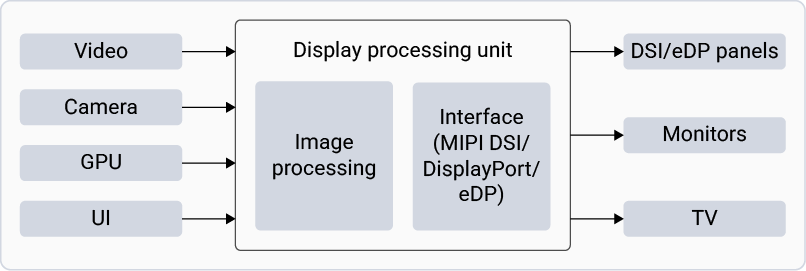 Video
Camera
GPU
UI
Display processing unit
Image
processing
Interface
(MIPI DSI/
DisplayPort/
eDP)
DSI/eDP panels
Monitors
TV